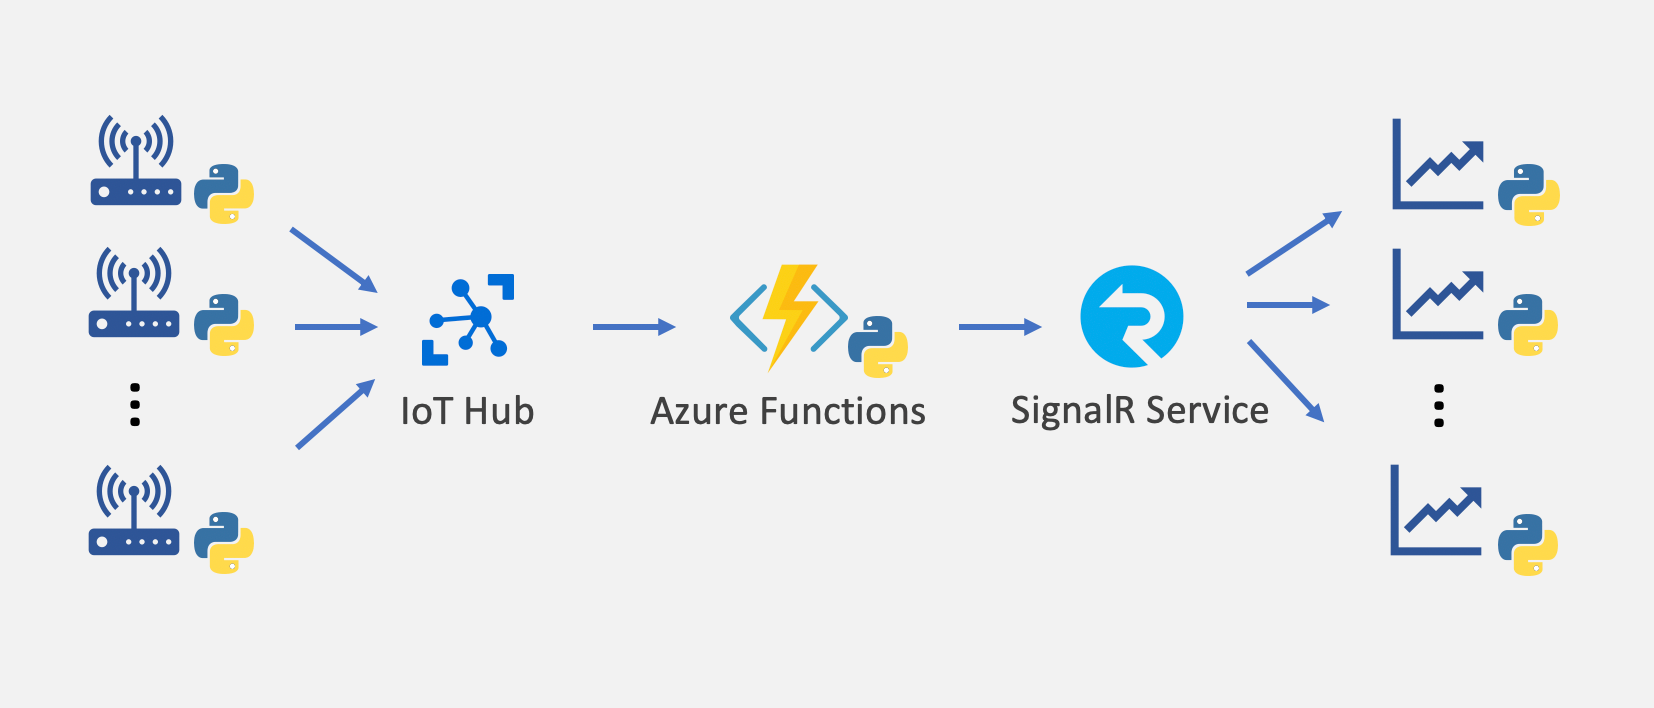 IoT Hub
Azure Functions
SignalR Service